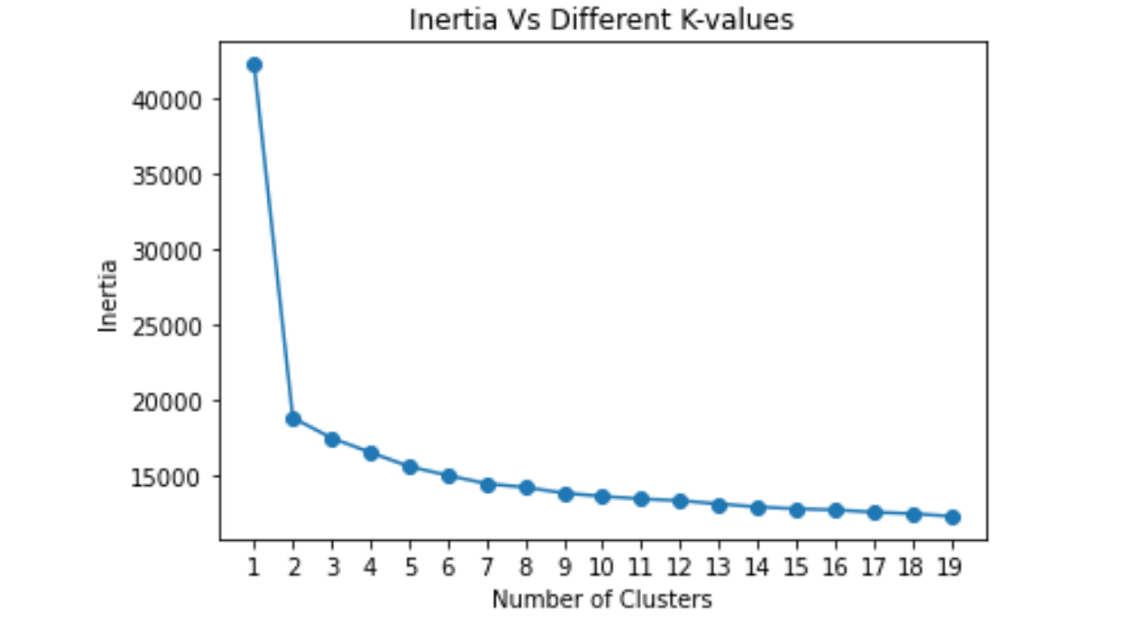 Inertia Vs Different K-values
40000
35000
30000
25000
20000
15000
Inertia
1 2 3 4 5 6 7 8 9 10 11 12 13 14 15 16 17 18 19
Number of Clusters